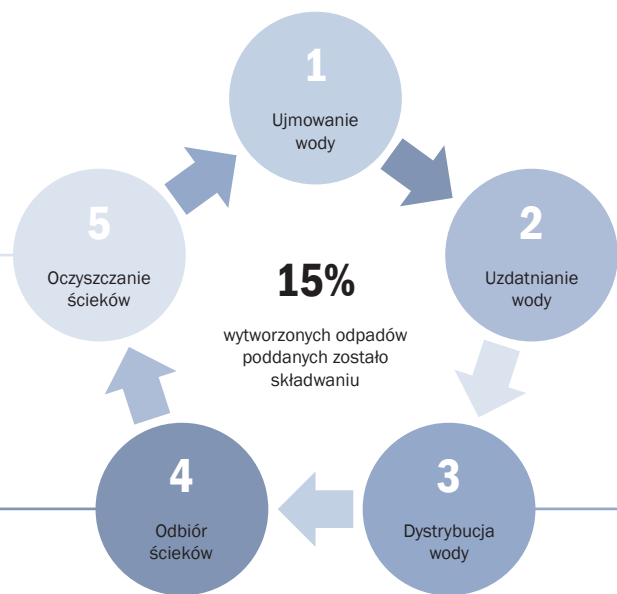 1
Ujmowanie
wody
2
Uzdatnianie
wody
3
Dystrybucja
wody
4
Odbiór
ścieków
5
Oczyszczanie
ścieków
15%
wytworzonych odpadów
poddanych zostało
składwaniu